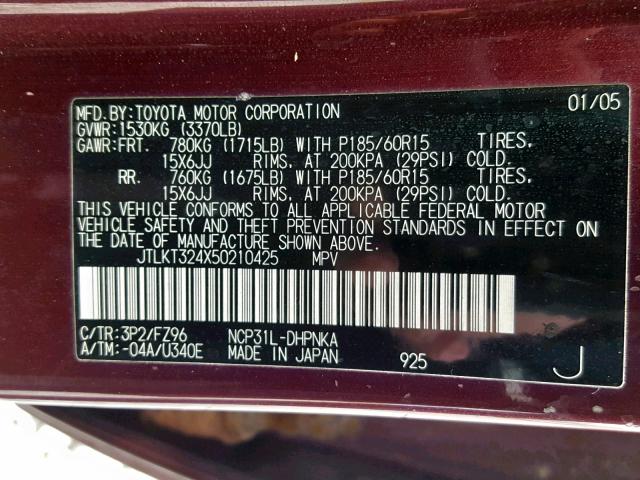 MFD.BY:TOYOTA MOTOR CORPORATION 01/05
GVWR:1530KG (3370LB)
GAWR:FRT. 780KG (1715LB) WITH P185/60R15 TIRES,
15X6JJ RIMS, AT 200KPA (29PSI) COLD.
RR. 760KG (1675LB) WITH P185/60R15 TIRES,
15X6JJ RIMS, AT 200KPA (29PSI) COLD.
THIS VEHICLE CONFORMS TO ALL APPLICABLE FEDERAL MOTOR
VEHICLE SAFETY AND THEFT PREVENTION STANDARDS IN EFFECT ON
THE DATE OF MANUFACTURE SHOWN ABOVE.
JTLKT324X50210425 MPV
C/TR:3P2/FZ96 NCP31L-DHPNKA
A/TM:-04A/U340E MADE IN JAPAN 925 J